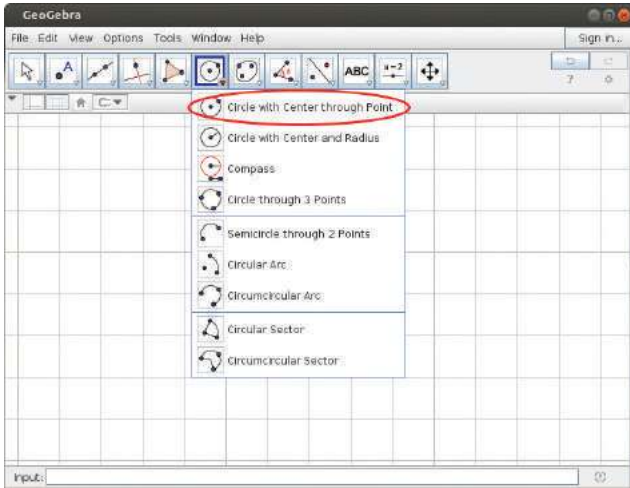 GeoGebra
File Edit View Options Tools Window Help
Sign in...
A
ABC
a=2
Circle with Center through Point
Circle with Center and Radius
Compass
Circle through 3 Points
Semicircle through 2 Points
Circular Arc
Circumcircular Arc
Circular Sector
Circumcircular Sector
Input: